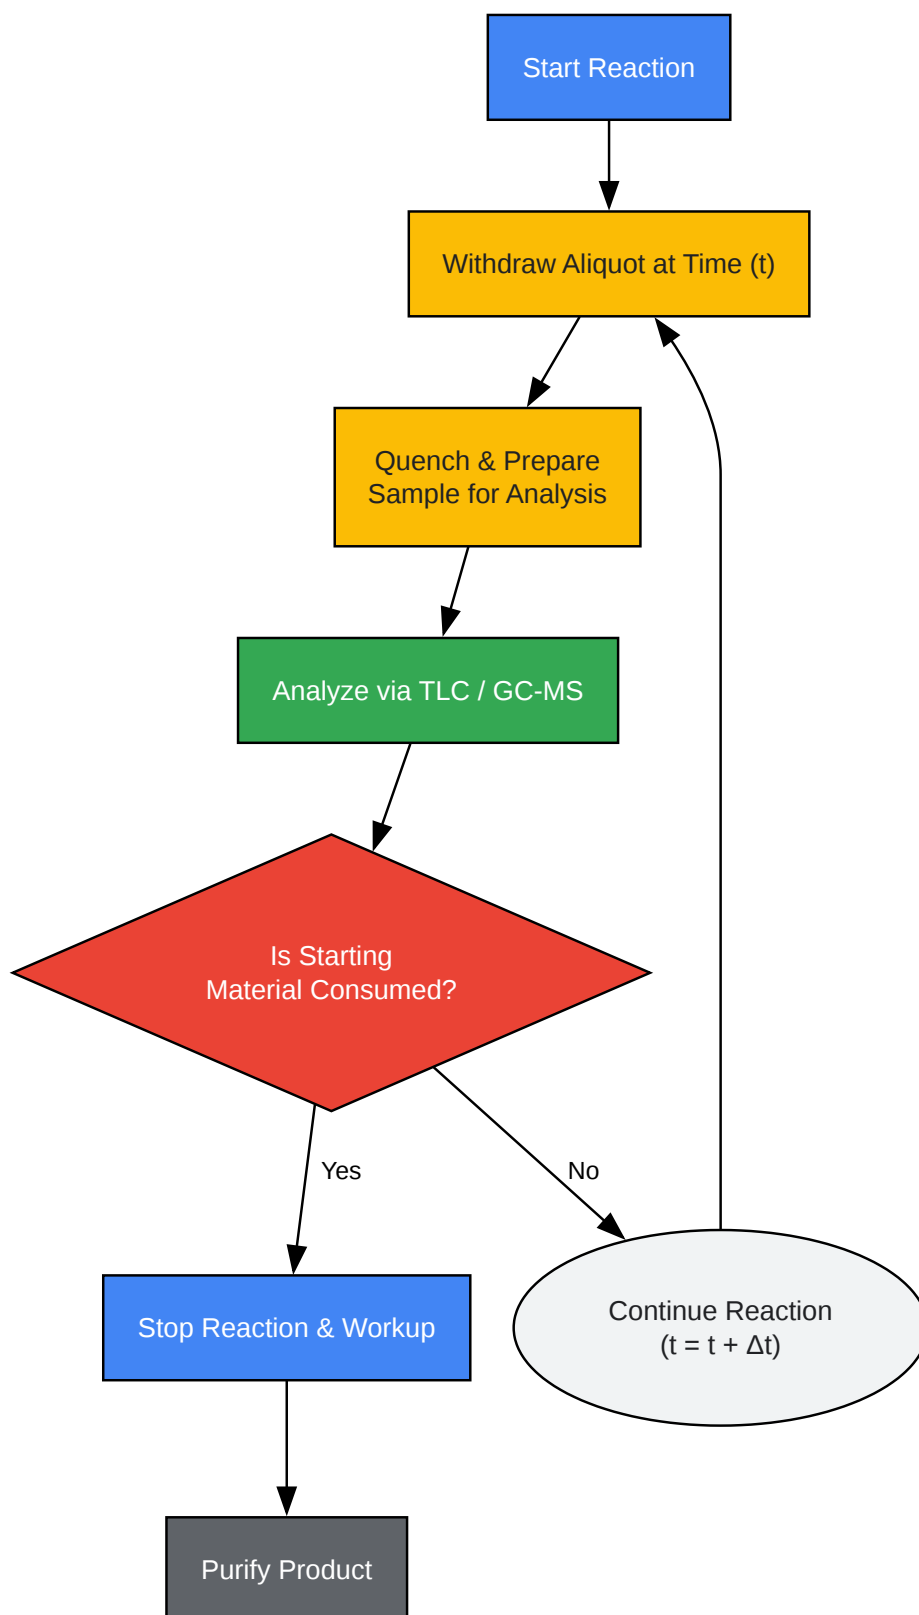 Start Reaction
Withdraw Aliquot at Time (t)
Quench & Prepare
Sample for Analysis
Analyze via TLC / GC-MS
Is Starting
Material Consumed?
Yes
No
Stop Reaction & Workup
Continue Reaction
(t = t + Δt)
Purify Product